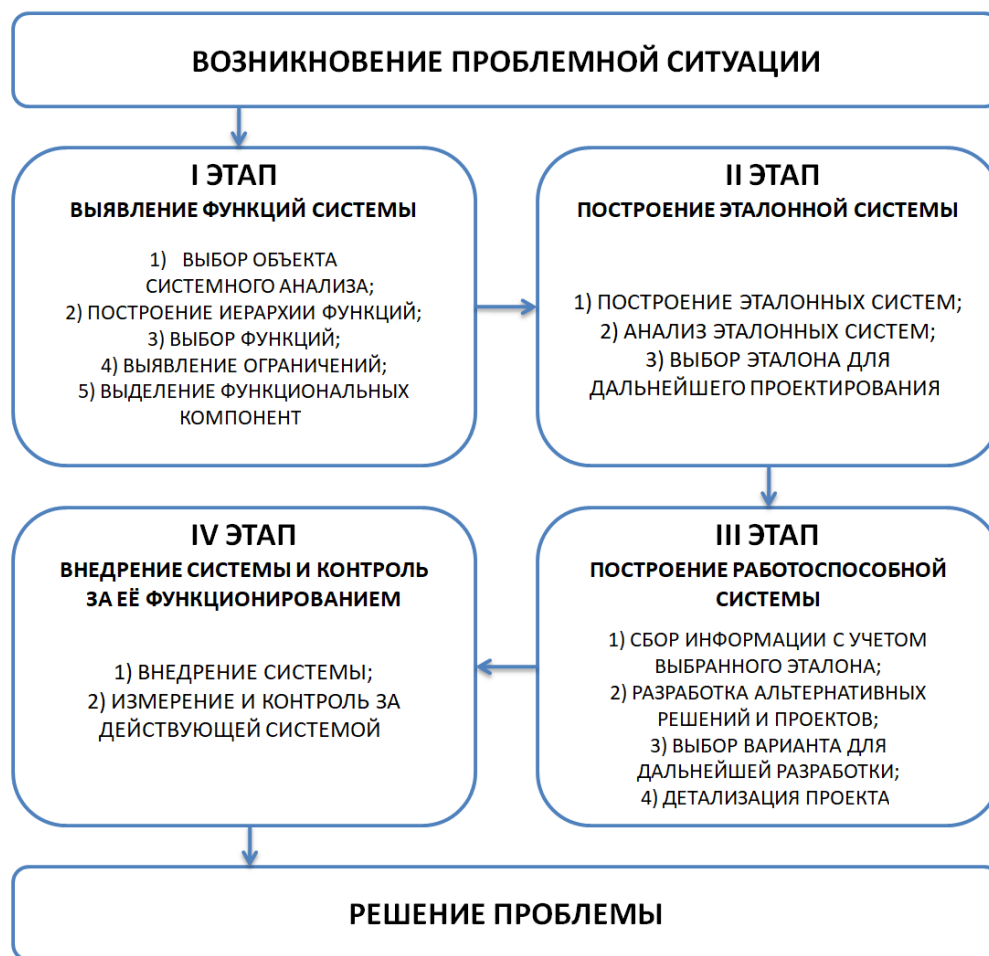 ВОЗНИКНОВЕНИЕ ПРОБЛЕМНОЙ СИТУАЦИИ
I ЭТАП
ВЫЯВЛЕНИЕ ФУНКЦИЙ СИСТЕМЫ
1) ВЫБОР ОБЪЕКТА
СИСТЕМНОГО АНАЛИЗА;
2) ПОСТРОЕНИЕ ИЕРАРХИИ ФУНКЦИЙ;
3) ВЫБОР ФУНКЦИЙ;
4) ВЫЯВЛЕНИЕ ОГРАНИЧЕНИЙ;
5) ВЫДЕЛЕНИЕ ФУНКЦИОНАЛЬНЫХ
КОМПОНЕНТ
II ЭТАП
ПОСТРОЕНИЕ ЭТАЛОННОЙ СИСТЕМЫ
1) ПОСТРОЕНИЕ ЭТАЛОННЫХ СИСТЕМ;
2) АНАЛИЗ ЭТАЛОННЫХ СИСТЕМ;
3) ВЫБОР ЭТАЛОНА ДЛЯ
ДАЛЬНЕЙШЕГО ПРОЕКТИРОВАНИЯ
III ЭТАП
ПОСТРОЕНИЕ РАБОТОСПОСОБНОЙ
СИСТЕМЫ
1) СБОР ИНФОРМАЦИИ С УЧЕТОМ
ВЫБРАННОГО ЭТАЛОНА;
2) РАЗРАБОТКА АЛЬТЕРНАТИВНЫХ
РЕШЕНИЙ И ПРОЕКТОВ;
3) ВЫБОР ВАРИАНТА ДЛЯ
ДАЛЬНЕЙШЕЙ РАЗРАБОТКИ;
4) ДЕТАЛИЗАЦИЯ ПРОЕКТА
IV ЭТАП
ВНЕДРЕНИЕ СИСТЕМЫ И КОНТРОЛЬ
ЗА ЕЁ ФУНКЦИОНИРОВАНИЕМ
1) ВНЕДРЕНИЕ СИСТЕМЫ;
2) ИЗМЕРЕНИЕ И КОНТРОЛЬ ЗА
ДЕЙСТВУЮЩЕЙ СИСТЕМОЙ
РЕШЕНИЕ ПРОБЛЕМЫ